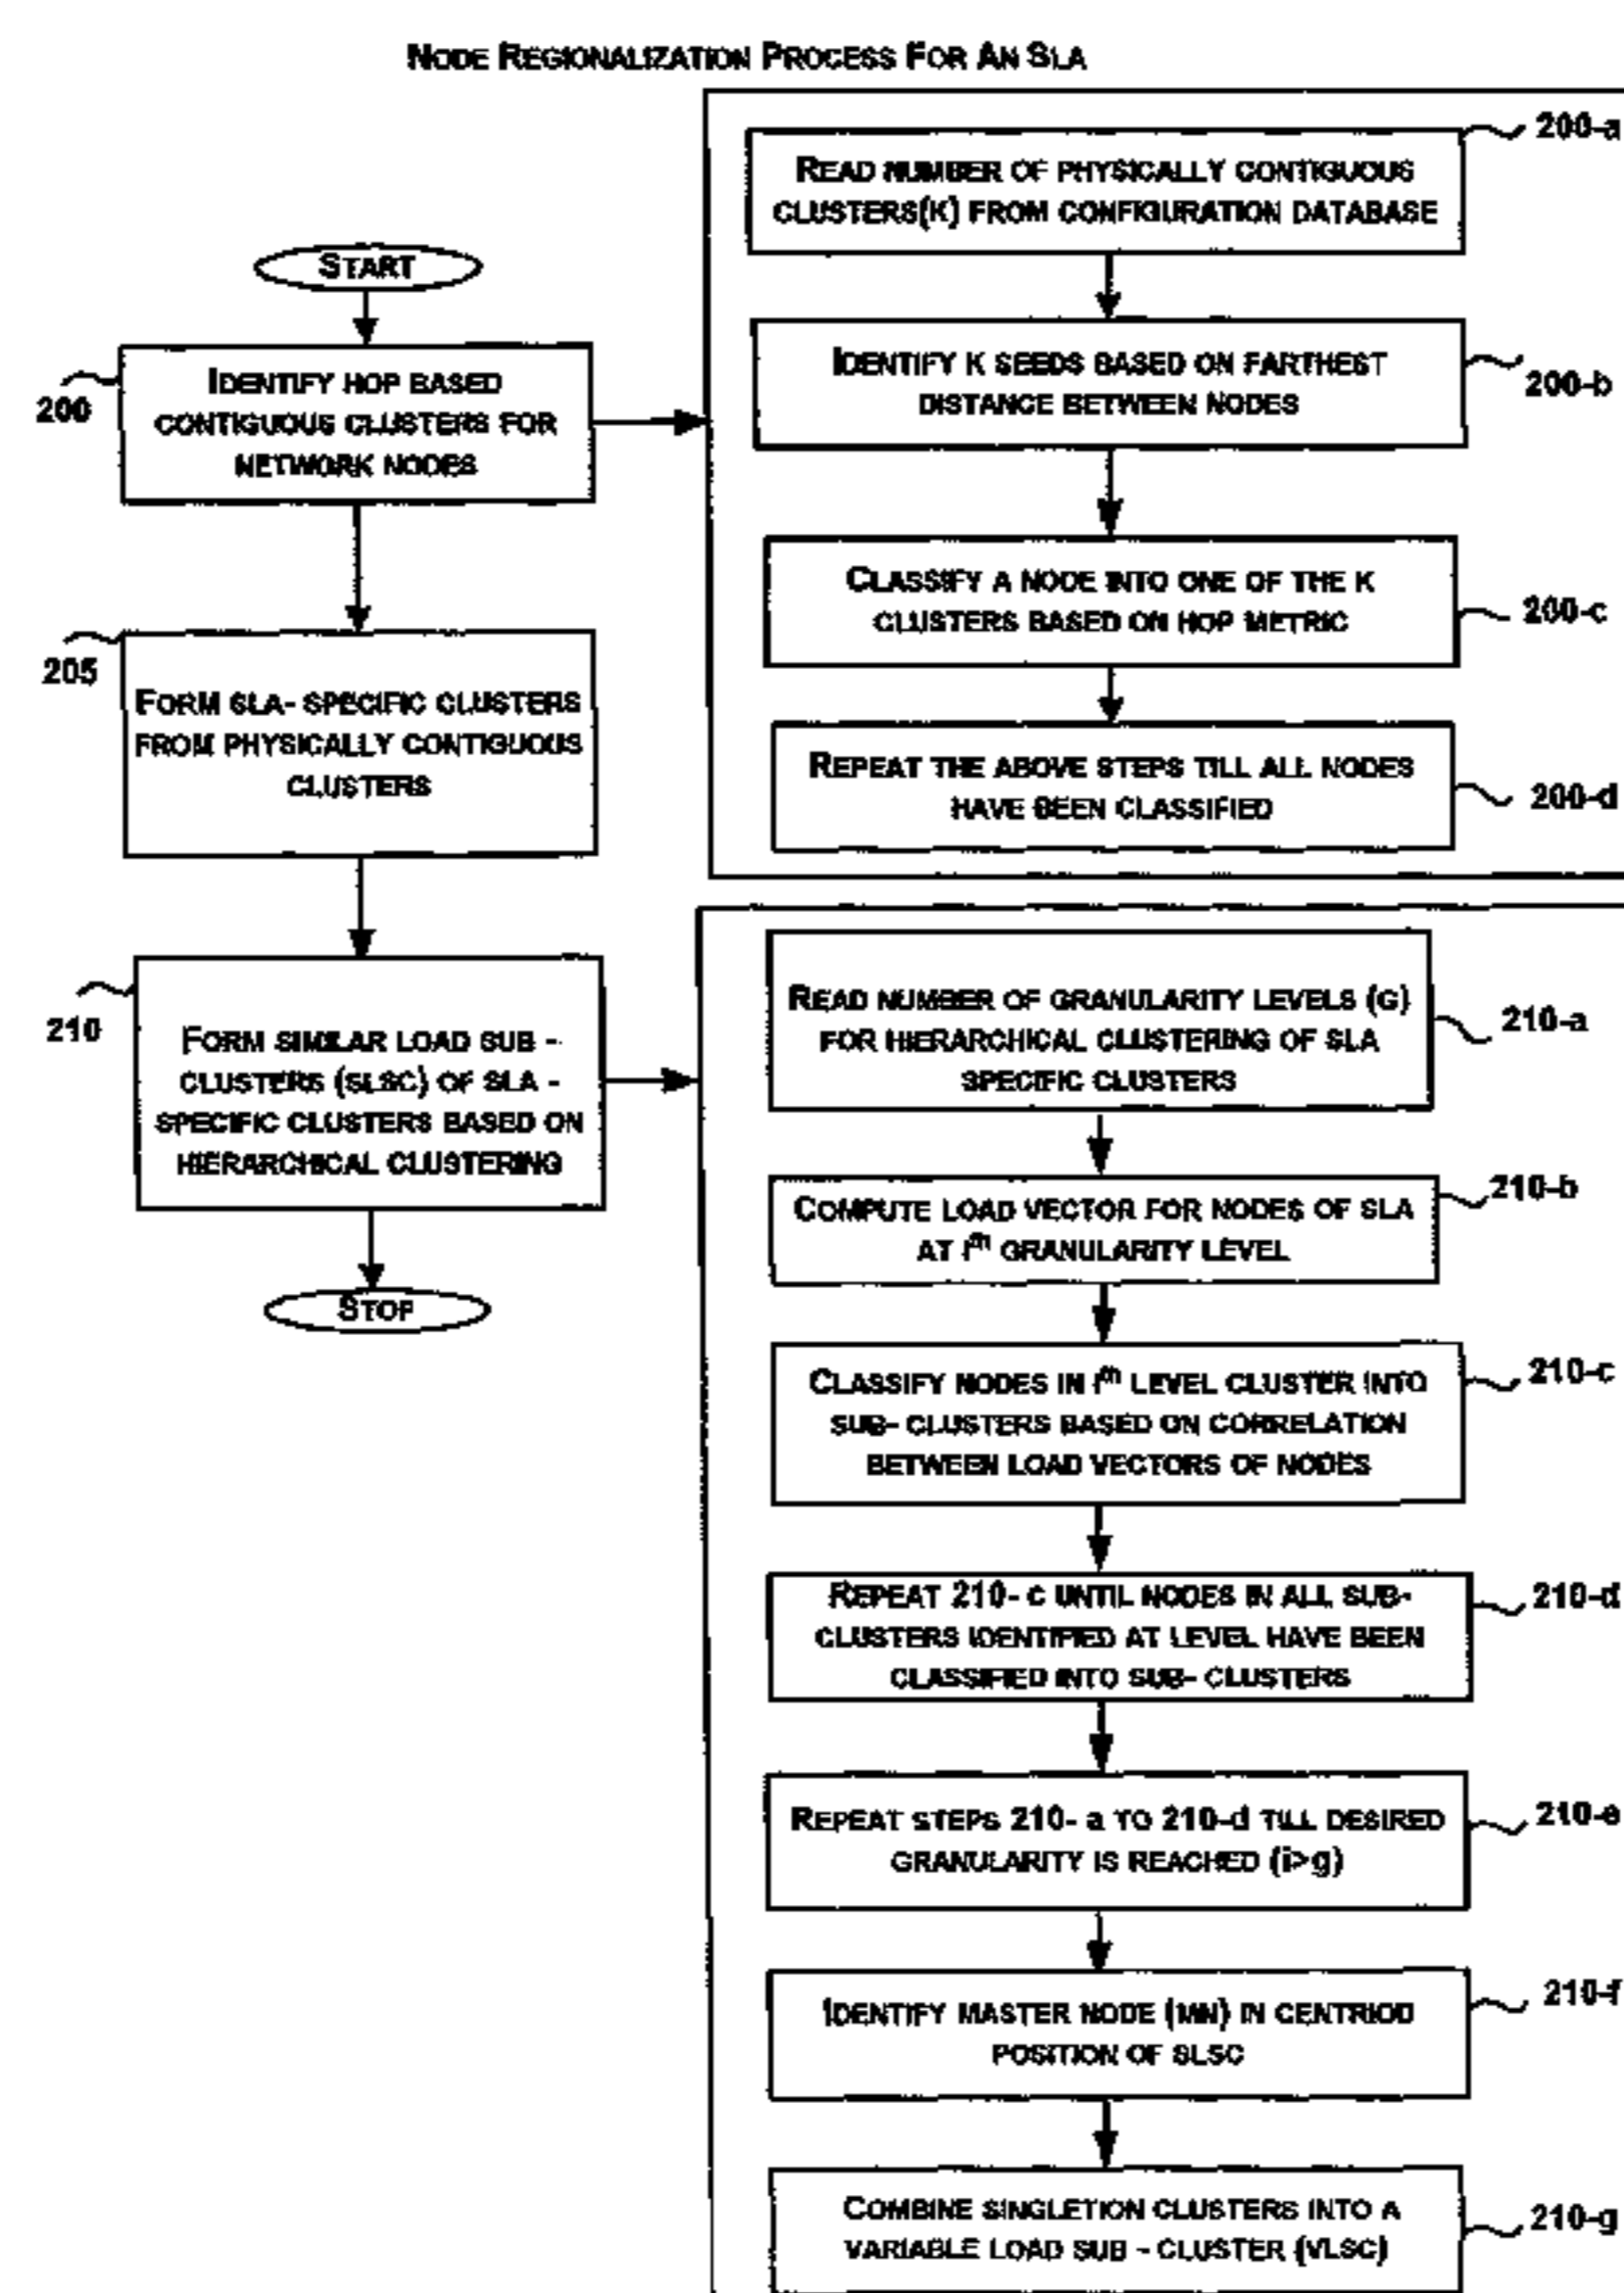 NODE REGIONALIZATION PROCESS FOR AN SLA
START
200
IDENTIFY HOP BASED
CONTIGUOUS CLUSTERS FOR
NETWORK NODES
205
FORM SLA- SPECIFIC CLUSTERS
FROM PHYSICALLY CONTIGUOUS
CLUSTERS
210
FORM SIMILAR LOAD SUB -
CLUSTERS (SLSC) OF SLA -
SPECIFIC CLUSTERS BASED ON
HIERARCHICAL CLUSTERING
STOP
200-a
READ NUMBER OF PHYSICALLY CONTIGUOUS
CLUSTERS(K) FROM CONFIGURATION DATABASE
200-b
IDENTIFY K SEEDS BASED ON FARTHEST
DISTANCE BETWEEN NODES
200-c
CLASSIFY A NODE INTO ONE OF THE K
CLUSTERS BASED ON HOP METRIC
200-d
REPEAT THE ABOVE STEPS TILL ALL NODES
HAVE BEEN CLASSIFIED
210-a
READ NUMBER OF GRANULARITY LEVELS (G)
FOR HIERARCHICAL CLUSTERING OF SLA
SPECIFIC CLUSTERS
210-b
COMPUTE LOAD VECTOR FOR NODES OF SLA
AT Ith GRANULARITY LEVEL
210-c
CLASSIFY NODES IN Ith LEVEL CLUSTER INTO
SUB- CLUSTERS BASED ON CORRELATION
BETWEEN LOAD VECTORS OF NODES
210-d
REPEAT 210- c UNTIL NODES IN ALL SUB-
CLUSTERS IDENTIFIED AT LEVEL HAVE BEEN
CLASSIFIED INTO SUB- CLUSTERS
210-e
REPEAT STEPS 210- a TO 210-d TILL DESIRED
GRANULARITY IS REACHED (i>g)
210-f
IDENTIFY MASTER NODE (MN) IN CENTRIOD
POSITION OF SLSC
210-g
COMBINE SINGLETION CLUSTERS INTO A
VARIABLE LOAD SUB - CLUSTER (VLSC)